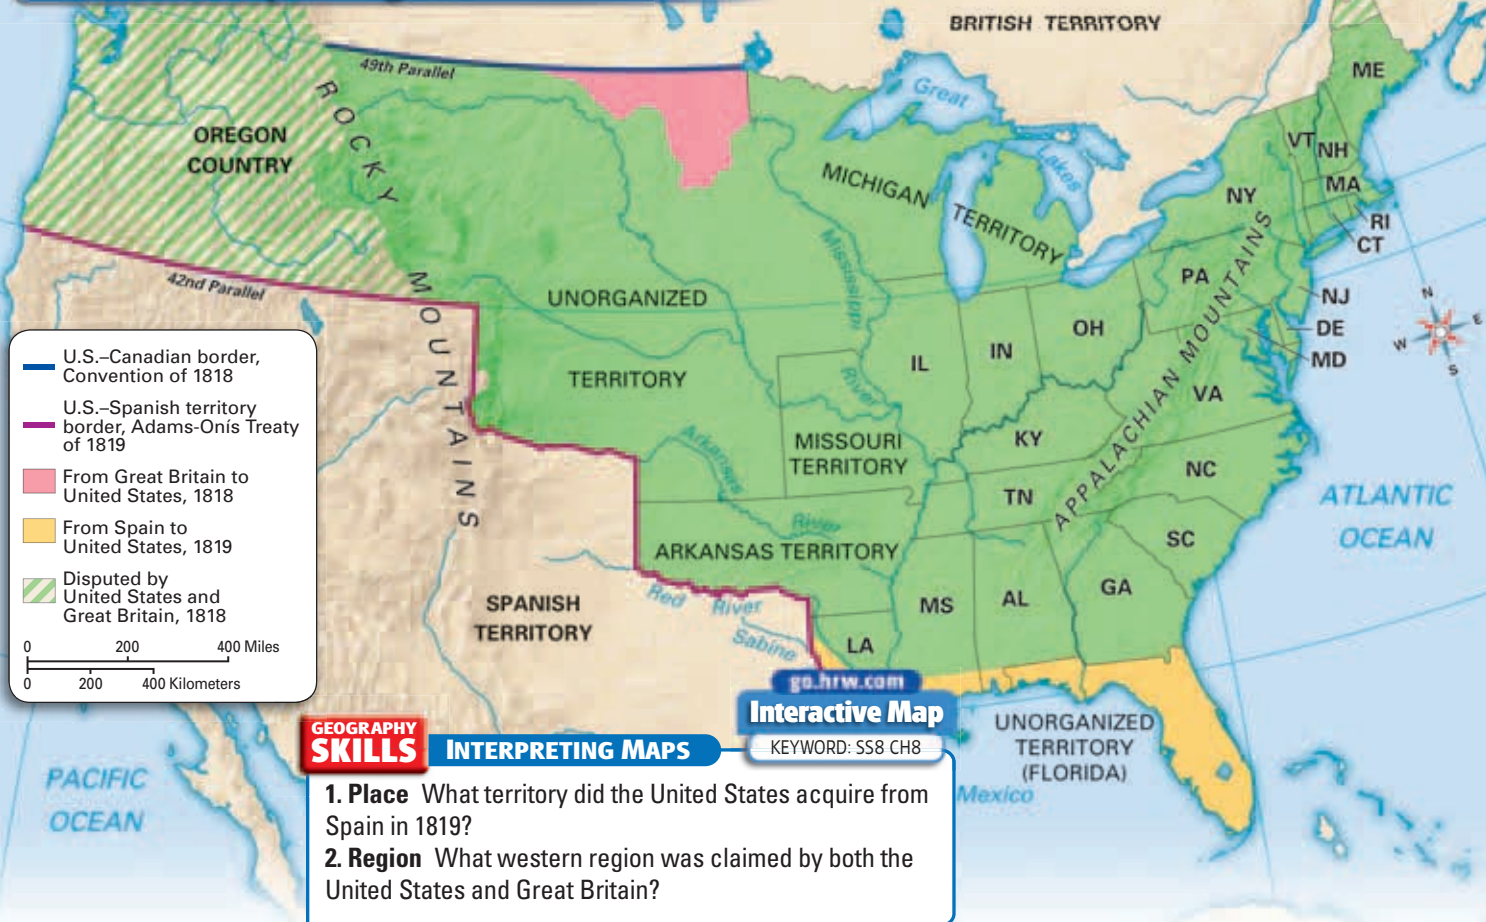 BRITISH TERRITORY
49th Parallel
ROCKY MOUNTAINS
OREGON
COUNTRY
Great
Lakes
ME
VT
NH
MA
NY
RI
CT
MICHIGAN
TERRITORY
PA
NJ
DE
MD
42nd Parallel
UNORGANIZED
TERRITORY
Mississippi
River
IL
IN
OH
VA
APPALACHIAN MOUNTAINS
KY
MISSOURI
TERRITORY
Arkansas
River
NC
TN
SC
ARKANSAS TERRITORY
MS
AL
GA
LA
Red River
Sabine
SPANISH
TERRITORY
ATLANTIC
OCEAN
N
E
S
W
UNORGANIZED
TERRITORY
(FLORIDA)
Mexico
PACIFIC
OCEAN
U.S.–Canadian border,
Convention of 1818
U.S.–Spanish territory
border, Adams-Onís Treaty
of 1819
From Great Britain to
United States, 1818
From Spain to
United States, 1819
Disputed by
United States and
Great Britain, 1818
0 200 400 Miles
0 200 400 Kilometers
go.hrw.com
Interactive Map
KEYWORD: SS8 CH8
GEOGRAPHY
SKILLS
INTERPRETING MAPS
1. Place What territory did the United States acquire from
Spain in 1819?
2. Region What western region was claimed by both the
United States and Great Britain?